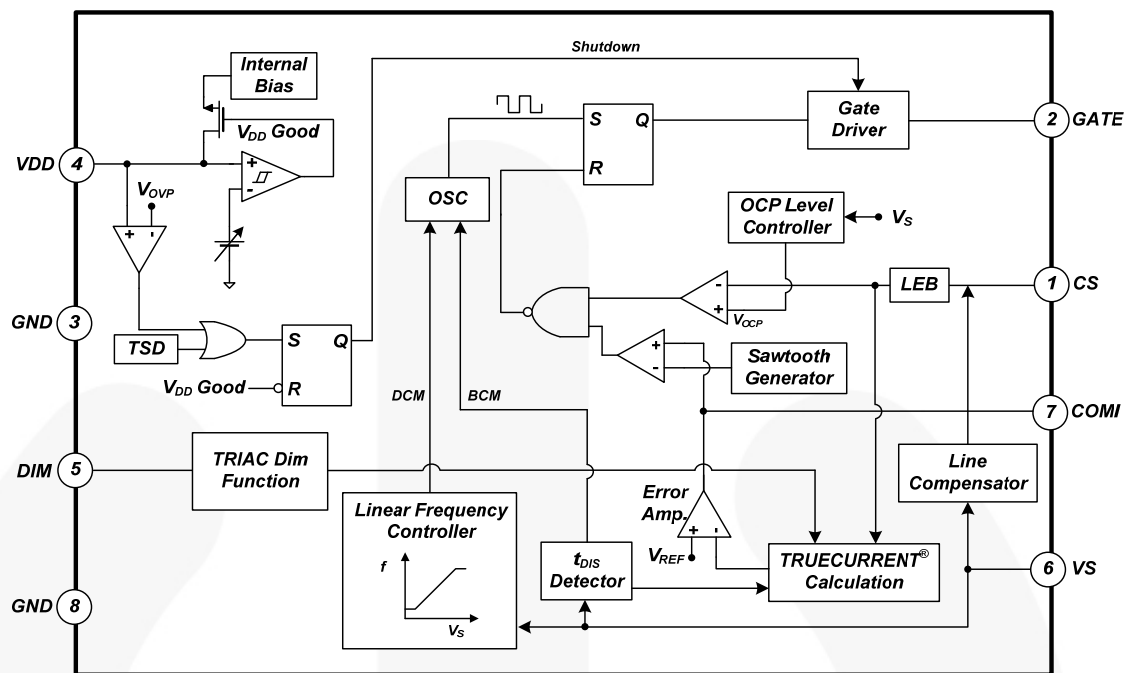 Shutdown
Internal
Bias
VDD Good
VDD
4
VOVP
+
-
+
-
S
Q
R
Gate
Driver
2
GATE
OSC
OCP Level
Controller
VS
LEB
1
CS
-
+
VOCP
GND
3
TSD
S
Q
R
VDD Good
+
-
Sawtooth
Generator
DCM
BCM
7
COMI
DIM
5
TRIAC Dim
Function
Line
Compensator
Linear Frequency
Controller
f
VS
Error
Amp.
+
-
VREF
tDIS
Detector
TRUECURRENT®
Calculation
6
VS
GND
8